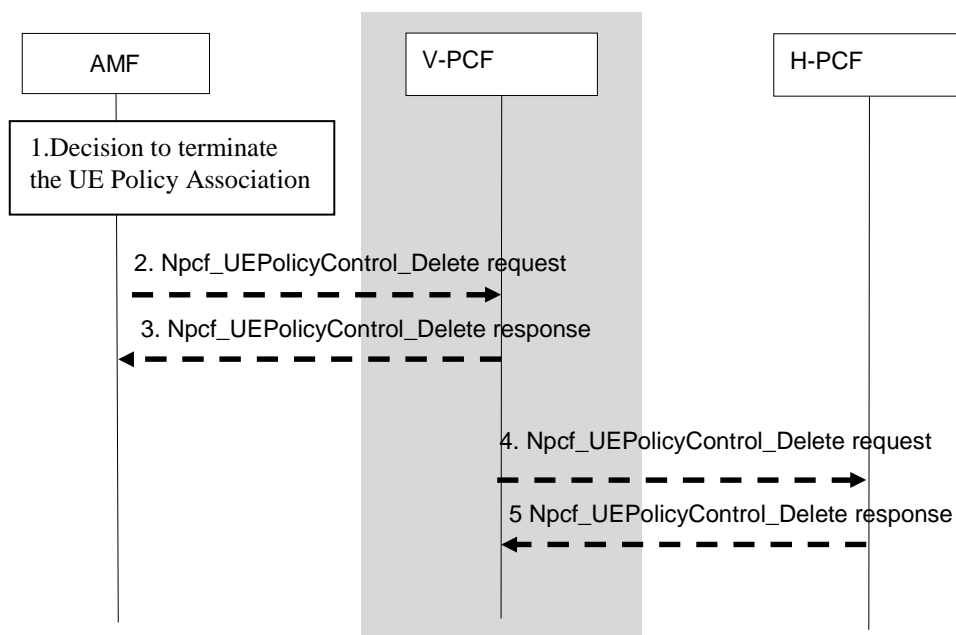 AMF
V-PCF
H-PCF
1.Decision to terminate
the UE Policy Association
2. Npcf_UEPolicyControl_Delete request
3. Npcf_UEPolicyControl_Delete response
4. Npcf_UEPolicyControl_Delete request
5 Npcf_UEPolicyControl_Delete response